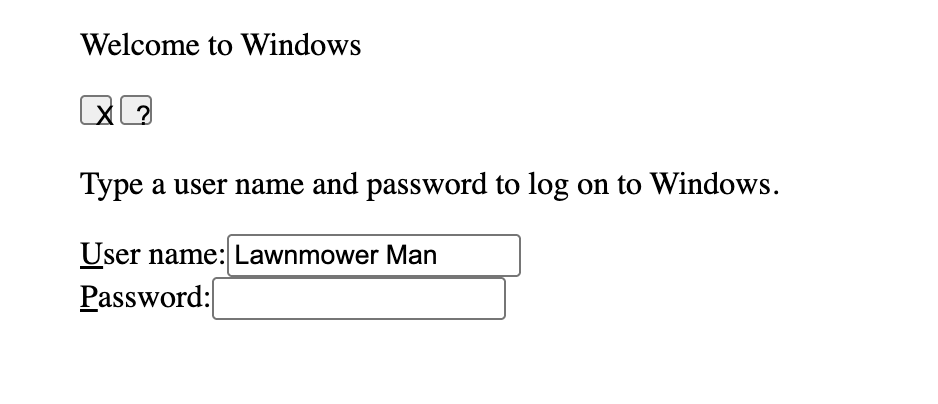 Welcome to Windows
X ?
Type a user name and password to log on to Windows.
User name: Lawnmower Man
Password: